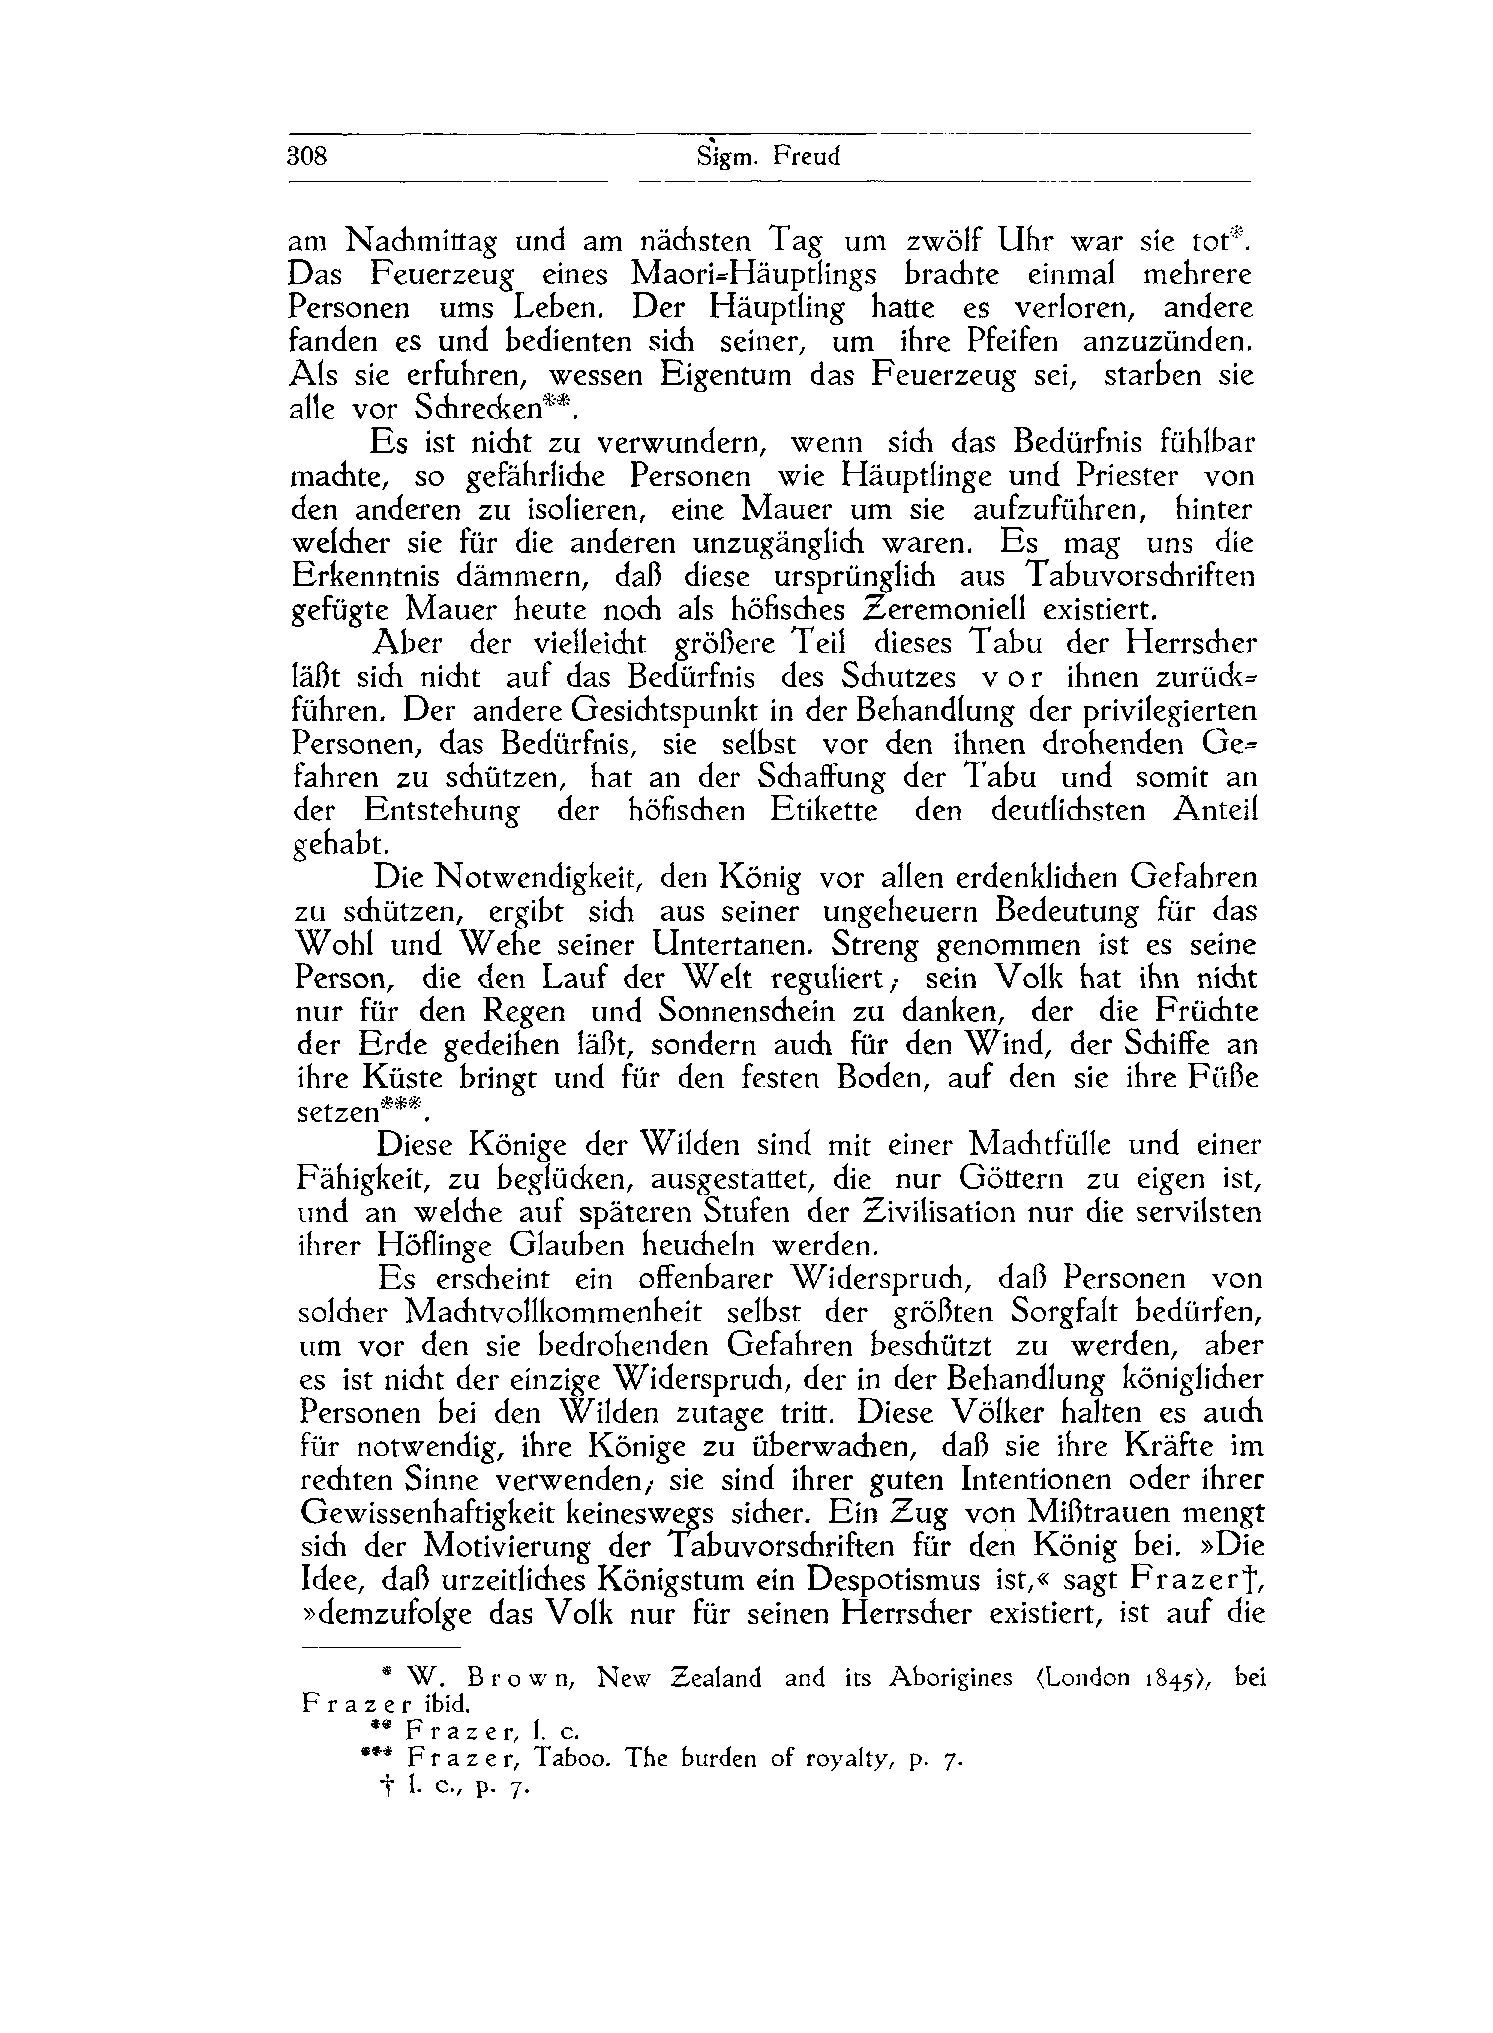 308 Sigm. Freud
am Nachmittag und am nächsten Tag um zwölf Uhr war sie tot*.
Das Feuerzeug eines Maori-Häuptlings brachte einmal mehrere
Personen ums Leben. Der Häuptling hatte es verloren, andere
fanden es und bedienten sich seiner, um ihre Pfeifen anzuzünden.
Als sie erfuhren, wessen Eigentum das Feuerzeug sei, starben sie
alle vor Schrecken**.
Es ist nicht zu verwundern, wenn sich das Bedürfnis fühlbar
machte, so gefährliche Personen wie Häuptlinge und Priester von
den anderen zu isolieren, eine Mauer um sie aufzuführen, hinter
welcher sie für die anderen unzugänglich waren. Es mag uns die
Erkenntnis dämmern, daß diese ursprünglich aus Tabuvorschriften
gefügte Mauer heute noch als höfisches Zeremoniell existiert.
Aber der vielleicht größere Teil dieses Tabu der Herrscher
läßt sich nicht auf das Bedürfnis des Schutzes vor ihnen zurück-
führen. Der andere Gesichtspunkt in der Behandlung der privilegierten
Personen, das Bedürfnis, sie selbst vor den ihnen drohenden Ge-
fahren zu schützen, hat an der Schaffung der Tabu und somit an
der Entstehung der höfischen Etikette den deutlichsten Anteil
gehabt.
Die Notwendigkeit, den König vor allen erdenklichen Gefahren
zu schützen, ergibt sich aus seiner ungeheuern Bedeutung für das
Wohl und Wehe seiner Untertanen. Streng genommen ist es seine
Person, die den Lauf der Welt reguliert; sein Volk hat ihn nicht
nur für den Regen und Sonnenschein zu danken, der die Früchte
der Erde gedeihen läßt, sondern auch für den Wind, der Schiffe an
ihre Küste bringt und für den festen Boden, auf den sie ihre Füße
setzen***.
Diese Könige der Wilden sind mit einer Machtfülle und einer
Fähigkeit, zu beglücken, ausgestattet, die nur Göttern zu eigen ist,
und an welche auf späteren Stufen der Zivilisation nur die servilsten
ihrer Höflinge Glauben heucheln werden.
Es erscheint ein offenbarer Widerspruch, daß Personen von
solcher Machtvollkommenheit selbst der größten Sorgfalt bedürfen,
um vor den sie bedrohenden Gefahren beschützt zu werden, aber
es ist nicht der einzige Widerspruch, der in der Behandlung königlicher
Personen bei den Wilden zutage tritt. Diese Völker halten es auch
für notwendig, ihre Könige zu überwachen, daß sie ihre Kräfte im
rechten Sinne verwenden; sie sind ihrer guten Intentionen oder ihrer
Gewissenhaftigkeit keineswegs sicher. Ein Zug von Mißtrauen mengt
sich der Motivierung der Tabuvorschriften für den König bei. »Die
Idee, daß urzeitliches Königstum ein Despotismus ist,« sagt Frazer†,
»demzufolge das Volk nur für seinen Herrscher existiert, ist auf die
* W. Brown, New Zealand and its Aborigines (London 1845), bei
Frazer ibid.
** Frazer, l. c.
*** Frazer, Taboo. The burden of royalty, p. 7.
† l. c., p. 7.